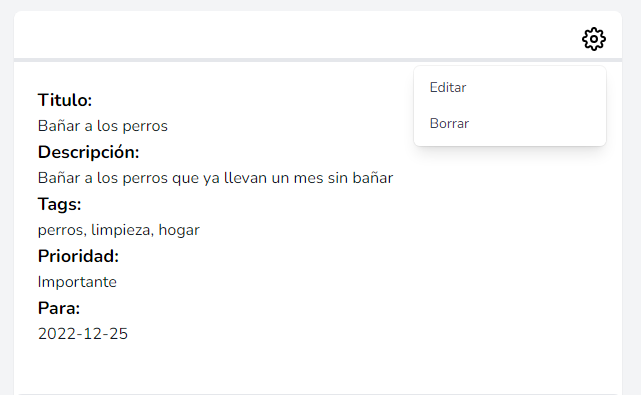 Editar
Borrar
Titulo:
Bañar a los perros
Descripción:
Bañar a los perros que ya llevan un mes sin bañar
Tags:
perros, limpieza, hogar
Prioridad:
Importante
Para:
2022-12-25